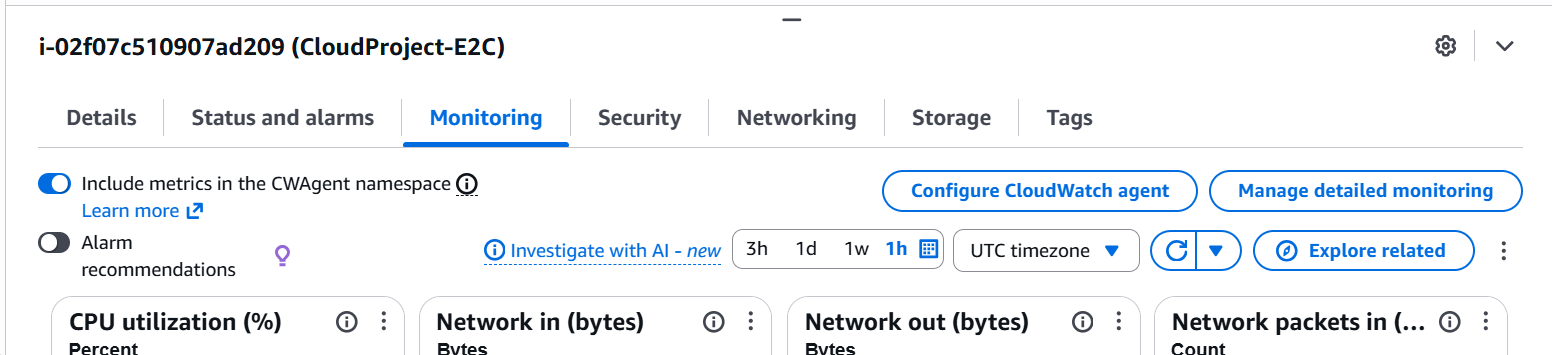 i-02f07c510907ad209 (CloudProject-E2C)
Details Status and alarms Monitoring Security Networking Storage Tags
Include metrics in the CWAgent namespace
Learn more
Configure CloudWatch agent Manage detailed monitoring
Alarm
recommendations
Investigate with AI - new 3h 1d 1w 1h UTC timezone Explore related
CPU utilization (%) Network in (bytes) Network out (bytes) Network packets in (...
Percent Bytes Bytes Count